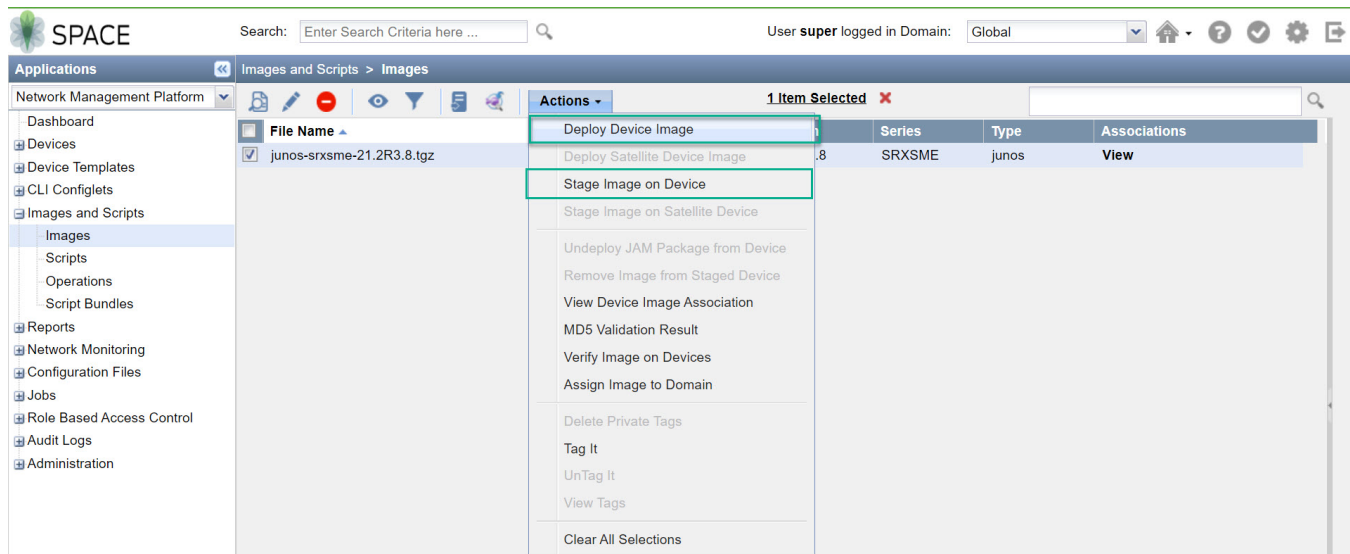 SPACE
Search: Enter Search Criteria here ...
User super logged in Domain: Global
Applications
Images and Scripts > Images
Network Management Platform
Actions
1 Item Selected
Dashboard
Devices
Device Templates
CLI Configlets
Images and Scripts
Images
Scripts
Operations
Script Bundles
Reports
Network Monitoring
Configuration Files
Jobs
Role Based Access Control
Audit Logs
Administration
File Name Series Type Associations
junos-srxsme-21.2R3.8.tgz .8 SRXSME junos View
Deploy Device Image
Deploy Satellite Device Image
Stage Image on Device
Stage Image on Satellite Device
Undeploy JAM Package from Device
Remove Image from Staged Device
View Device Image Association
MD5 Validation Result
Verify Image on Devices
Assign Image to Domain
Delete Private Tags
Tag It
UnTag It
View Tags
Clear All Selections